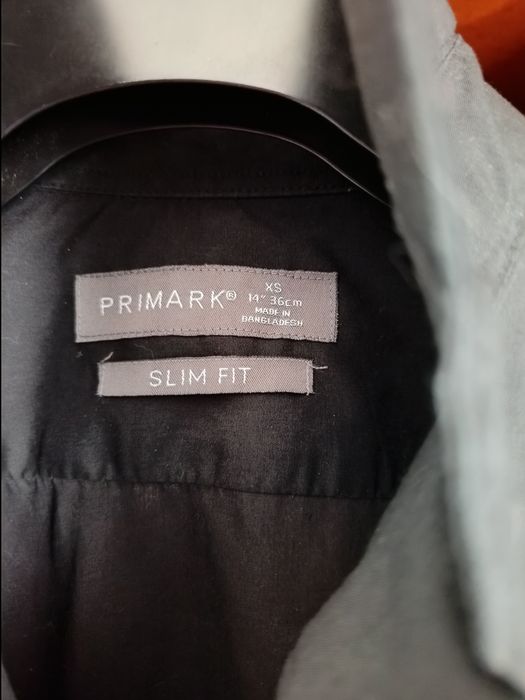 PRIMARK®
XS
14" 36cm
MADE IN
BANGLADESH
SLIM FIT